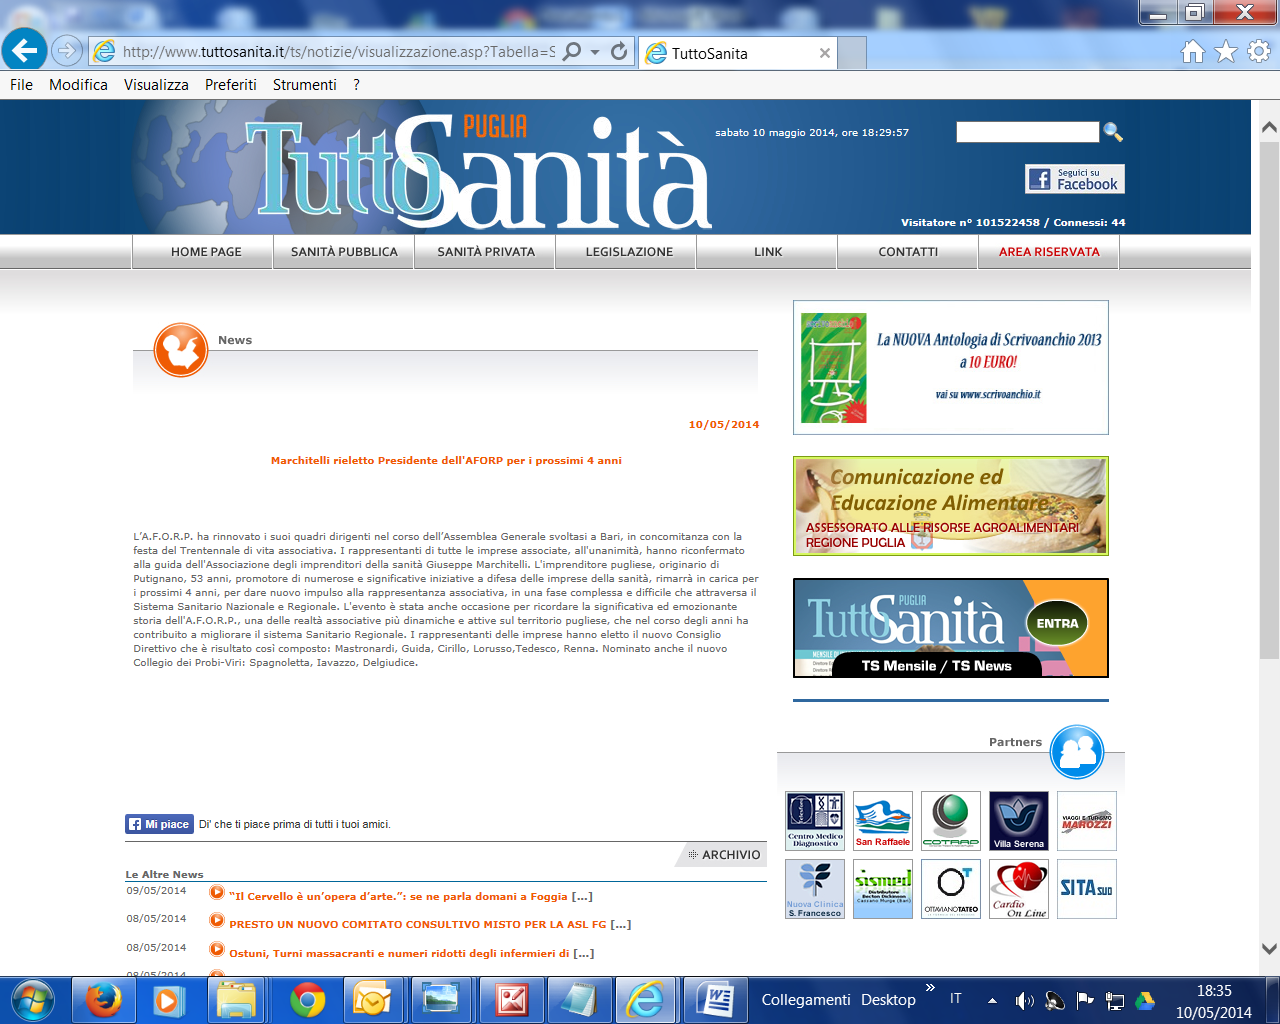 http://www.tuttosanita.it/ts/notizie/visualizzazione.asp?Tabella=S
TuttoSanita
File Modifica Visualizza Preferiti Strumenti ?
TuttoSanità PUGLIA
sabato 10 maggio 2014, ore 18:29:57
Seguici su
Facebook
Visitatore n° 101522458 / Connessi: 44
HOME PAGE SANITÀ PUBBLICA SANITÀ PRIVATA LEGISLAZIONE LINK CONTATTI AREA RISERVATA
News
10/05/2014
Marchitelli rieletto Presidente dell'AFORP per i prossimi 4 anni
L’A.F.O.R.P. ha rinnovato i suoi quadri dirigenti nel corso dell’Assemblea Generale svoltasi a Bari, in concomitanza con la
festa del Trentennale di vita associativa. I rappresentanti di tutte le imprese associate, all'unanimità, hanno riconfermato
alla guida dell'Associazione degli imprenditori della sanità Giuseppe Marchitelli. L'imprenditore pugliese, originario di
Putignano, 53 anni, promotore di numerose e significative iniziative a difesa delle imprese della sanità, rimarrà in carica per
i prossimi 4 anni, per dare nuovo impulso alla rappresentanza associativa, in una fase complessa e difficile che attraversa il
Sistema Sanitario Nazionale e Regionale. L'evento è stata anche occasione per ricordare la significativa ed emozionante
storia dell'A.F.O.R.P., una delle realtà associative più dinamiche e attive sul territorio pugliese, che nel corso degli anni ha
contribuito a migliorare il sistema Sanitario Regionale. I rappresentanti delle imprese hanno eletto il nuovo Consiglio
Direttivo che è risultato così composto: Mastronardi, Guida, Cirillo, Lorusso,Tedesco, Renna. Nominato anche il nuovo
Collegio dei Probi-Viri: Spagnoletta, Iavazzo, Delgiudice.
Mi piace Di' che ti piace prima di tutti i tuoi amici.
ARCHIVIO
Le Altre News
09/05/2014 “Il Cervello è un’opera d’arte.”: se ne parla domani a Foggia [...]
08/05/2014 PRESTO UN NUOVO COMITATO CONSULTIVO MISTO PER LA ASL FG [...]
08/05/2014 Ostuni, Turni massacranti e numeri ridotti degli infermieri di [...]
08/05/2014
La NUOVA Antologia di Scrivoanchio 2013
a 10 EURO!
vai su www.scrivoanchio.it
Comunicazione ed
Educazione Alimentare
ASSESSORATO ALLE RISORSE AGROALIMENTARI
REGIONE PUGLIA
TuttoSanità PUGLIA
ENTRA
TS Mensile / TS News
Partners
Centro Medico
Diagnostico
San Raffaele
COTRAP
Villa Serena
VIAGGI E TURISMO
MAROZZI
Nuova Clinica
S. Francesco
sismed
Distributore
Becton Dickinson
Cassano Murge (Bari)
OTTAVIANOTATEO
Cardio
On Line
SITA SUD
Collegamenti Desktop » IT
18:35
10/05/2014